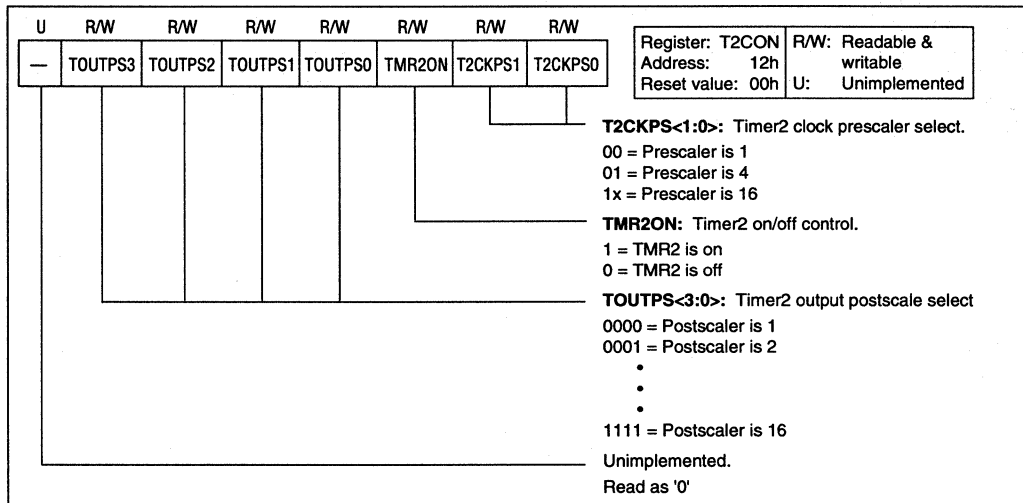 U R/W R/W R/W R/W R/W R/W R/W
— TOUTPS3 TOUTPS2 TOUTPS1 TOUTPS0 TMR2ON T2CKPS1 T2CKPS0
Register: T2CON
Address: 12h
Reset value: 00h
R/W: Readable &
writable
U: Unimplemented
T2CKPS<1:0>: Timer2 clock prescaler select.
00 = Prescaler is 1
01 = Prescaler is 4
1x = Prescaler is 16
TMR2ON: Timer2 on/off control.
1 = TMR2 is on
0 = TMR2 is off
TOUTPS<3:0>: Timer2 output postscale select
0000 = Postscaler is 1
0001 = Postscaler is 2
•
•
•
1111 = Postscaler is 16
Unimplemented.
Read as '0'